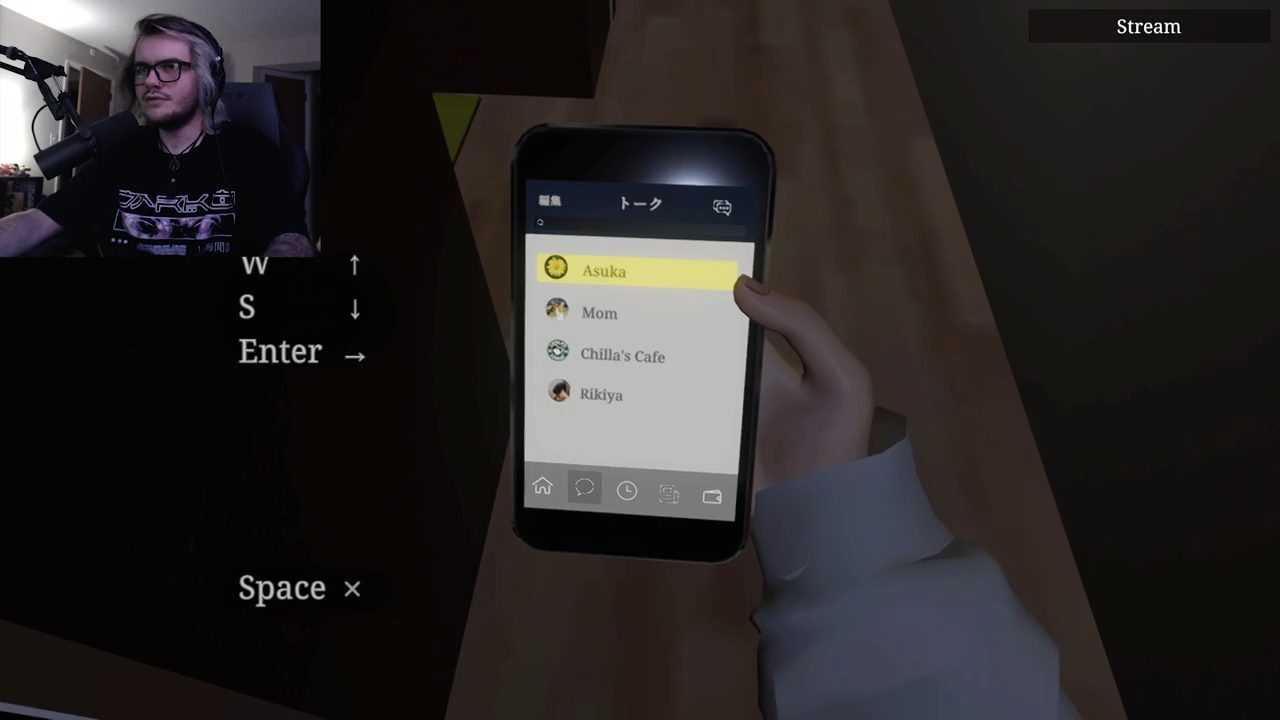 Stream
W ↑
S ↓
Enter →
Space ×
編集 トーク
Asuka
Mom
Chilla's Cafe
Rikiya